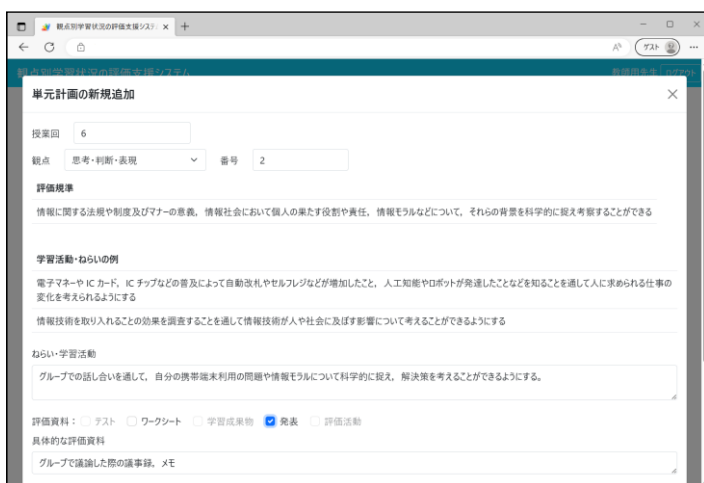 観点別学習状況の評価支援システム
ゲスト
観点別学習状況の評価支援システム
ログアウト
単元計画の新規追加
授業回 6
観点 思考・判断・表現 番号 2
評価規準
情報に関する法規や制度及びマナーの意義，情報社会において個人の果たす役割や責任，情報モラルなどについて，それらの背景を科学的に捉え考察することができる
学習活動・ねらいの例
電子マネーや IC カード，IC チップなどの普及によって自動改札やセルフレジなどが増加したこと，人工知能やロボットが発達したことなどを知ることを通して人に求められる仕事の
変化を考えられるようにする
情報技術を取り入れることの効果を調査することを通して情報技術が人や社会に及ぼす影響について考えることができるようにする
ねらい・学習活動
グループでの話し合いを通して，自分の携帯端末利用の問題や情報モラルについて科学的に捉え，解決策を考えることができるようにする。
評価資料： テスト ワークシート 学習成果物 発表 評価活動
具体的な評価資料
グループで議論した際の議事録，メモ